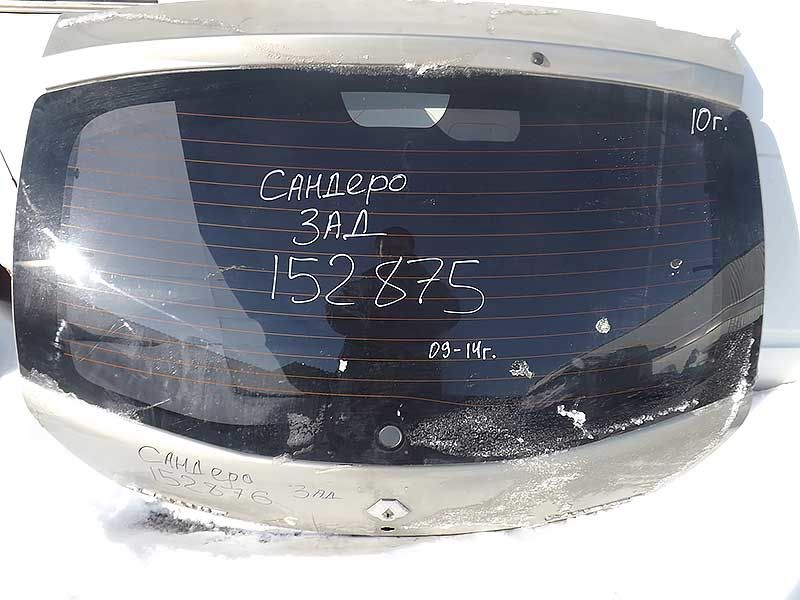 10г.
САНДЕРО
ЗАД
152875
09-14г.
САНДеро ЗАД
152876